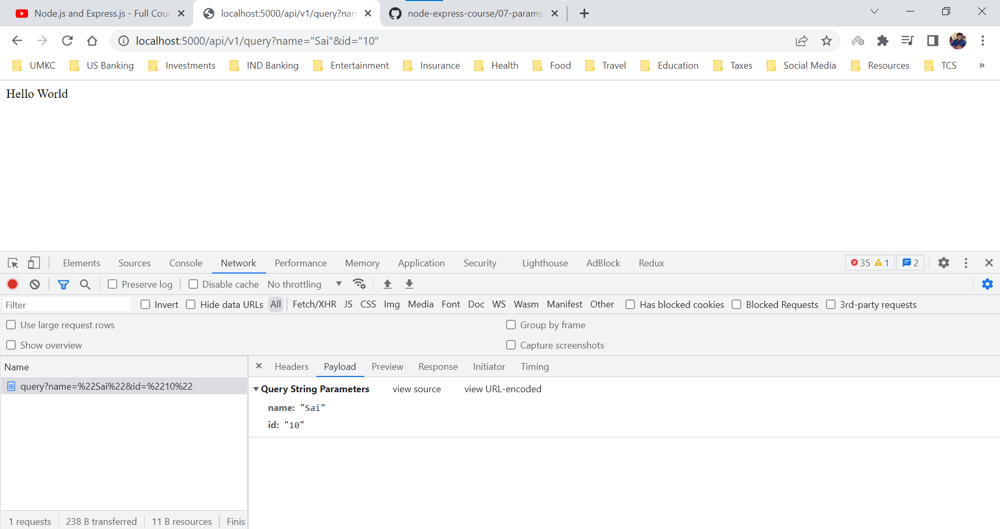 Node.js and Express.js - Full Cour
localhost:5000/api/v1/query?nam
node-express-course/07-params-
localhost:5000/api/v1/query?name="Sai"&id="10"
UMKC US Banking Investments IND Banking Entertainment Insurance Health Food Travel Education Taxes Social Media Resources TCS »
Hello World
Elements Sources Console Network Performance Memory Application Security Lighthouse AdBlock Redux 35 1 2
Preserve log Disable cache No throttling
Filter Invert Hide data URLs All Fetch/XHR JS CSS Img Media Font Doc WS Wasm Manifest Other Has blocked cookies Blocked Requests 3rd-party requests
Use large request rows Group by frame
Show overview Capture screenshots
Name
Headers Payload Preview Response Initiator Timing
query?name=%22Sai%22&id=%2210%22
Query String Parameters view source view URL-encoded
name: "Sai"
id: "10"
1 requests 238 B transferred 11 B resources Finis